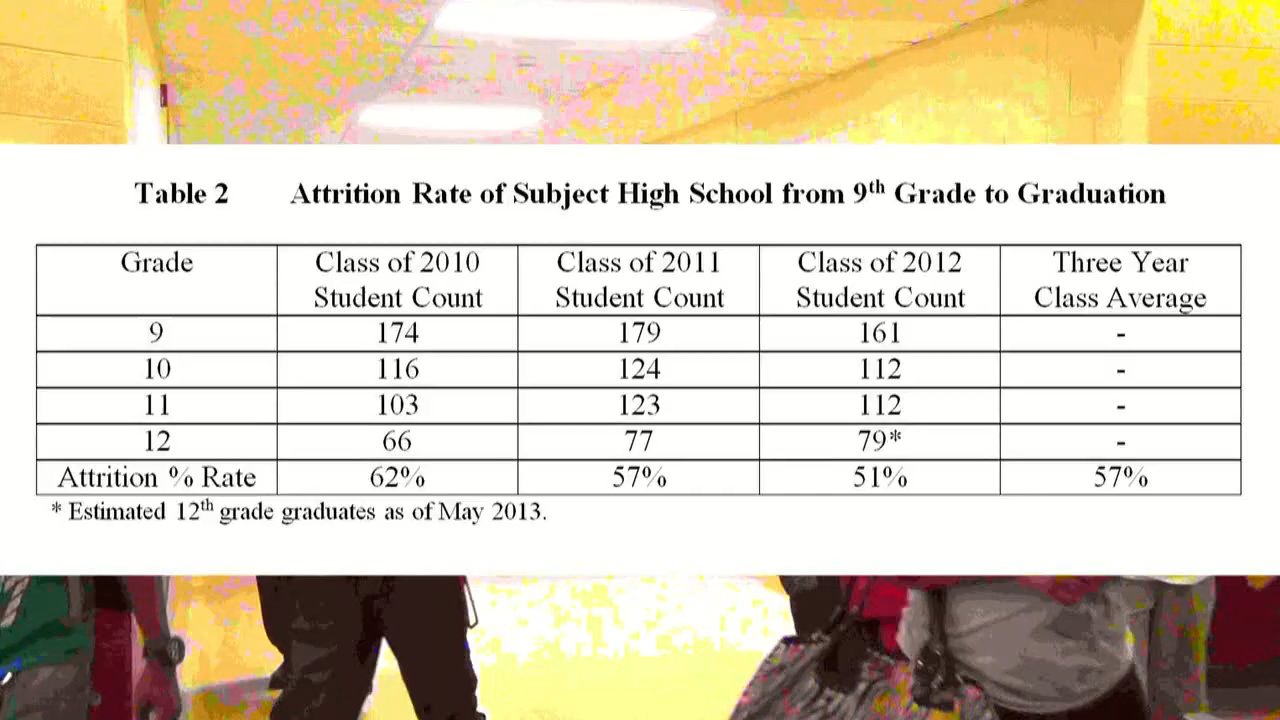 Table 2 Attrition Rate of Subject High School from 9th Grade to Graduation
Grade Class of 2010 Student Count Class of 2011 Student Count Class of 2012 Student Count Three Year Class Average
9 174 179 161 -
10 116 124 112 -
11 103 123 112 -
12 66 77 79* -
Attrition % Rate 62% 57% 51% 57%
* Estimated 12th grade graduates as of May 2013.